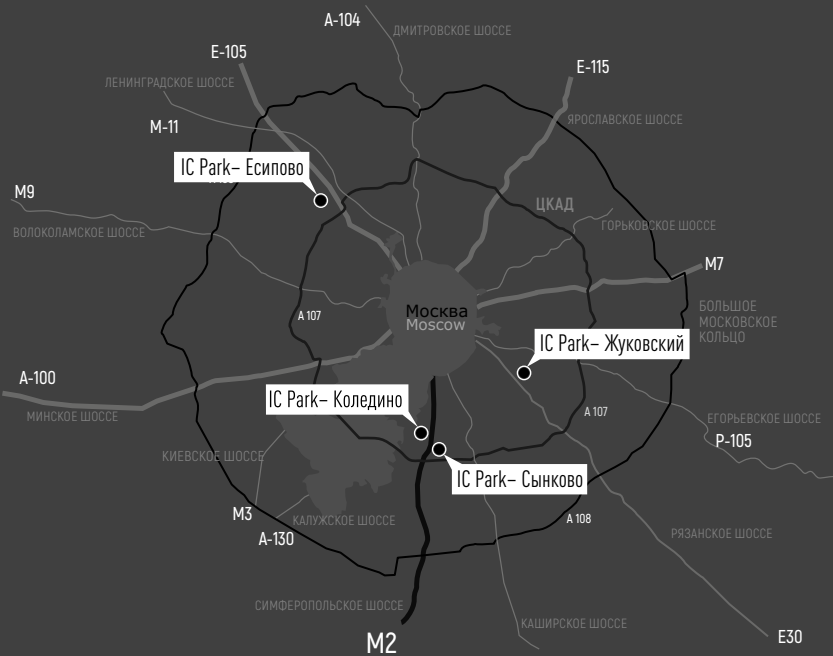 А-104
ДМИТРОВСКОЕ ШОССЕ
Е-105
Е-115
ЛЕНИНГРАДСКОЕ ШОССЕ
М-11
ЯРОСЛАВСКОЕ ШОССЕ
IC Park– Есипово
М9
ЦКАД
ВОЛОКОЛАМСКОЕ ШОССЕ
ГОРЬКОВСКОЕ ШОССЕ
М7
А 107
Москва
Moscow
БОЛЬШОЕ
МОСКОВСКОЕ
КОЛЬЦО
IC Park– Жуковский
А-100
IC Park– Коледино
МИНСКОЕ ШОССЕ
А 107
ЕГОРЬЕВСКОЕ ШОССЕ
Р-105
КИЕВСКОЕ ШОССЕ
IC Park– Сынково
М3
КАЛУЖСКОЕ ШОССЕ
А 108
А-130
РЯЗАНСКОЕ ШОССЕ
СИМФЕРОПОЛЬСКОЕ ШОССЕ
КАШИРСКОЕ ШОССЕ
М2
Е30